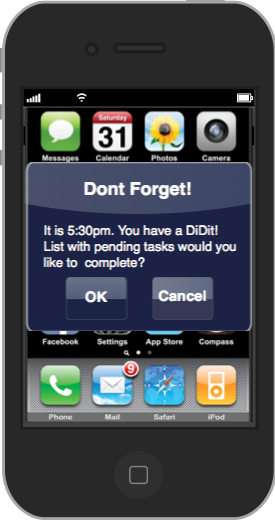 Messages Calendar Photos Camera
Saturday
31
Dont Forget!
It is 5:30pm. You have a DiDit!
List with pending tasks would you
like to complete?
OK Cancel
Facebook Settings App Store Compass
9
Phone Mail Safari iPod